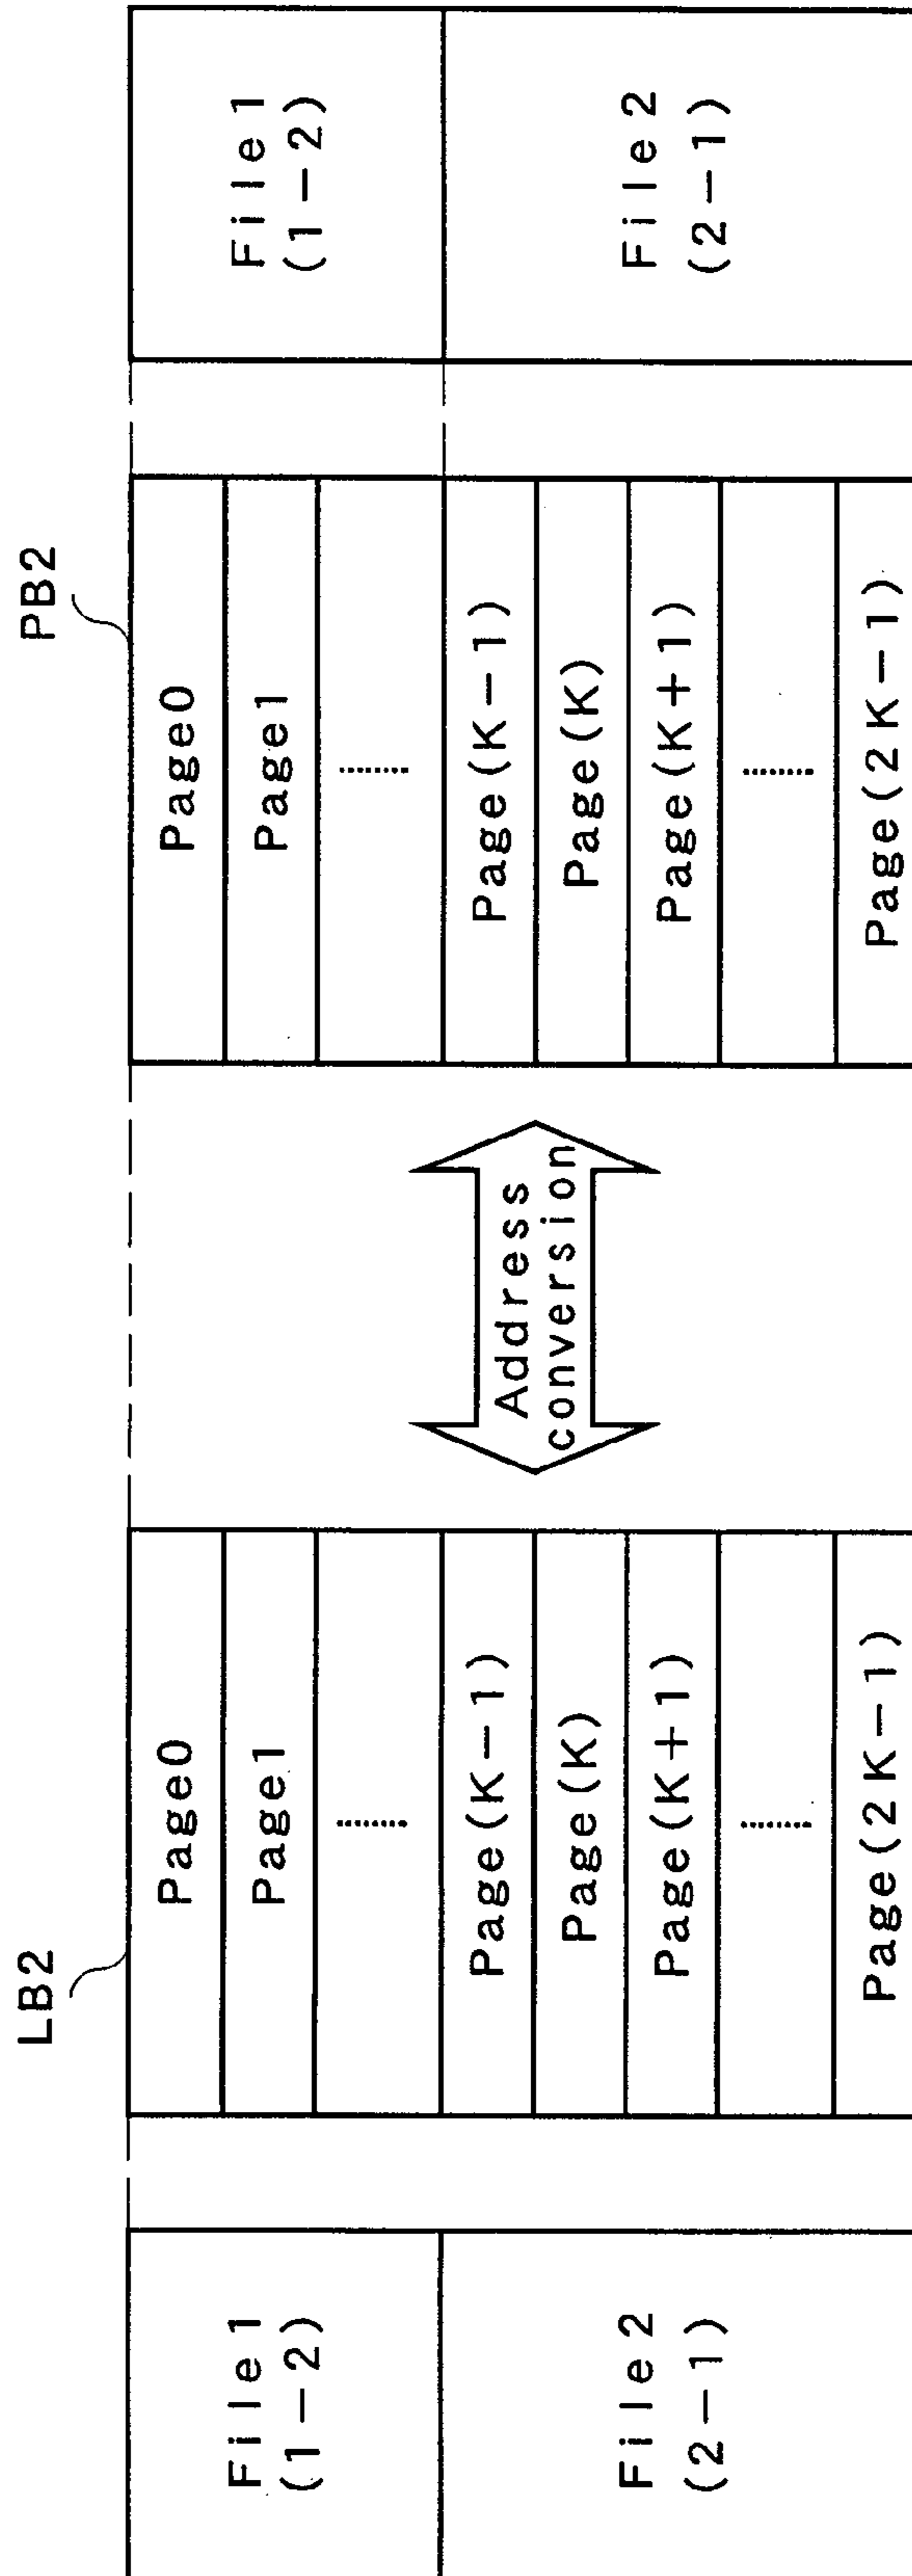 LB2
PB2
File1
(1-2)
File2
(2-1)
Page0
Page1
........
Page(K-1)
Page(K)
Page(K+1)
........
Page(2K-1)
Address
conversion
Page0
Page1
........
Page(K-1)
Page(K)
Page(K+1)
........
Page(2K-1)
File1
(1-2)
File2
(2-1)